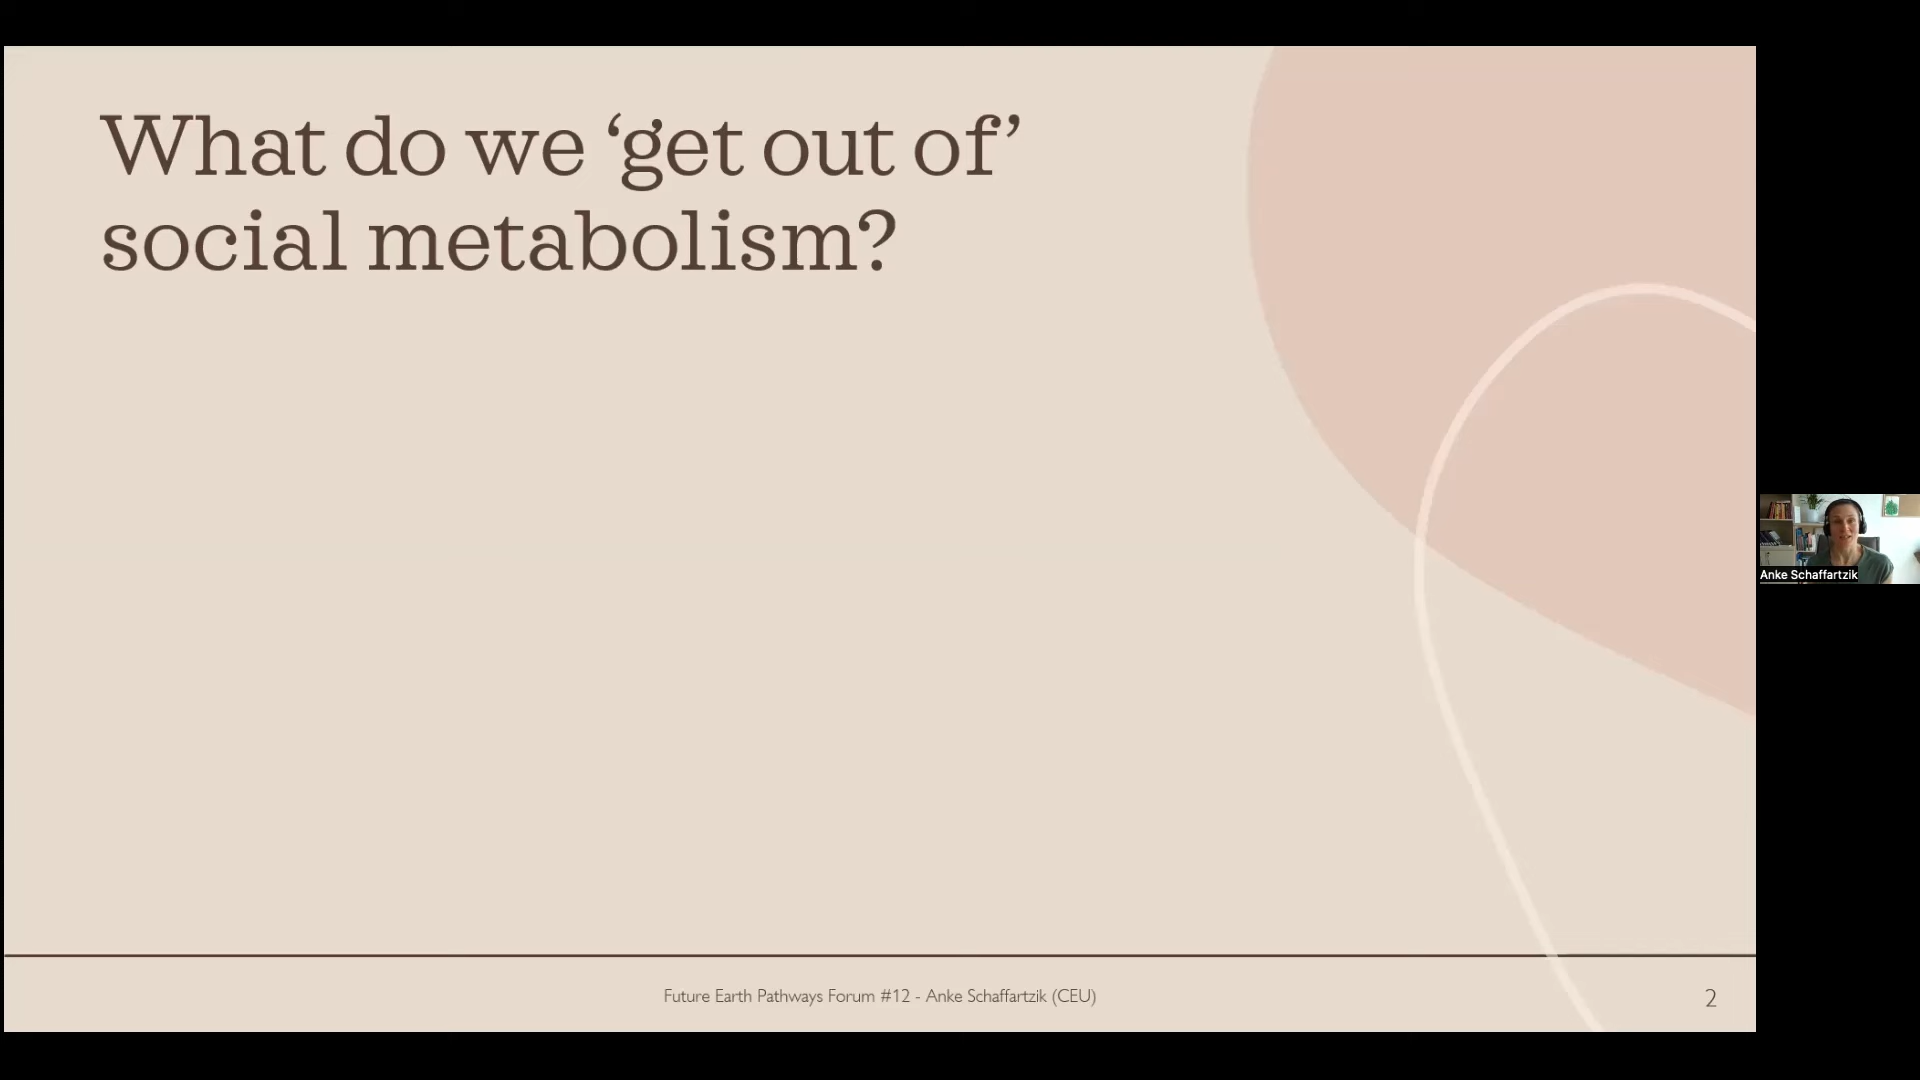 What do we ‘get out of’
social metabolism?
Anke Schaffartzik
Future Earth Pathways Forum #12 - Anke Schaffartzik (CEU)
2